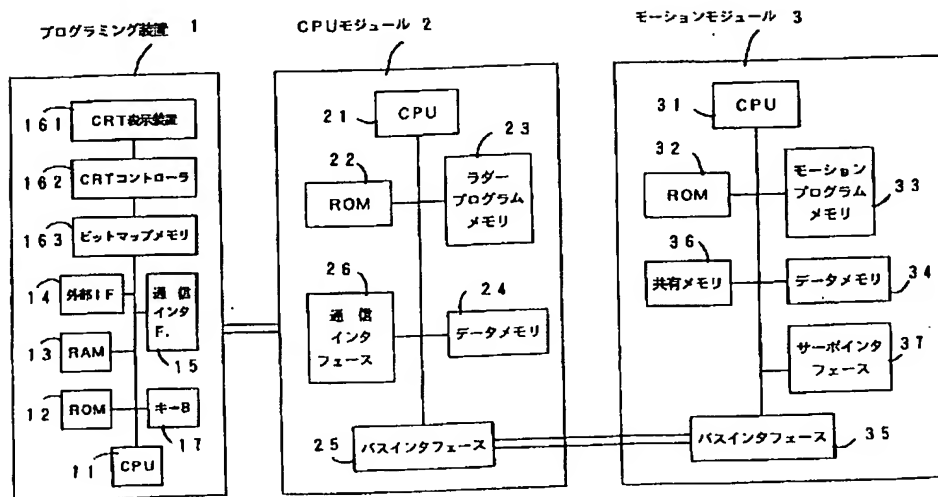 プログラミング装置 1
161
CRT表示装置
162
CRTコントローラ
163
ビットマップメモリ
14
外部IF
通信
インタ
F.
15
13
RAM
12
ROM
キーB
17
11
CPU
CPUモジュール 2
21
CPU
22
ROM
23
ラダー
プログラム
メモリ
26
通信
インタ
フェース
24
データメモリ
25
バスインタフェース
モーションモジュール 3
31
CPU
32
ROM
モーション
プログラム
メモリ
33
36
共有メモリ
データメモリ
34
サーボインタ
フェース
37
バスインタフェース
35